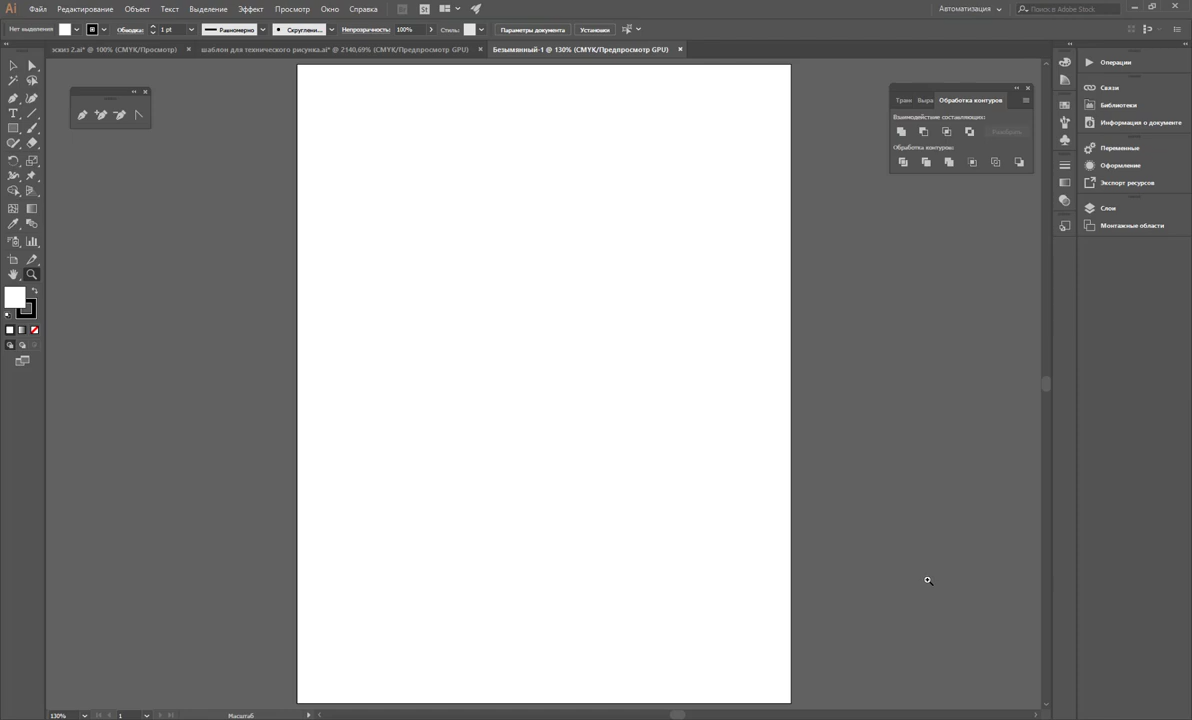 Ai Файл Редактирование Объект Текст Выделение Эффект Просмотр Окно Справка Br St Автоматизация Поиск в Adobe Stock
Нет выделения Обводка: 1 pt Равномерно Скругленн... Непрозрачность: 100% Стиль: Параметры документа Установки
эскиз 2.ai* @ 100% (CMYK/Просмотр) × шаблон для технического рисунка.ai* @ 2140,69% (CMYK/Предпросмотр GPU) × Безымянный-1 @ 130% (CMYK/Предпросмотр GPU) ×
Операции
Связи
Библиотеки
Информация о документе
Переменные
Оформление
Экспорт ресурсов
Слои
Монтажные области
Тран Выра Обработка контуров
Взаимодействие составляющих:
Разобрать
Обработка контуров:
130% 1 Масштаб